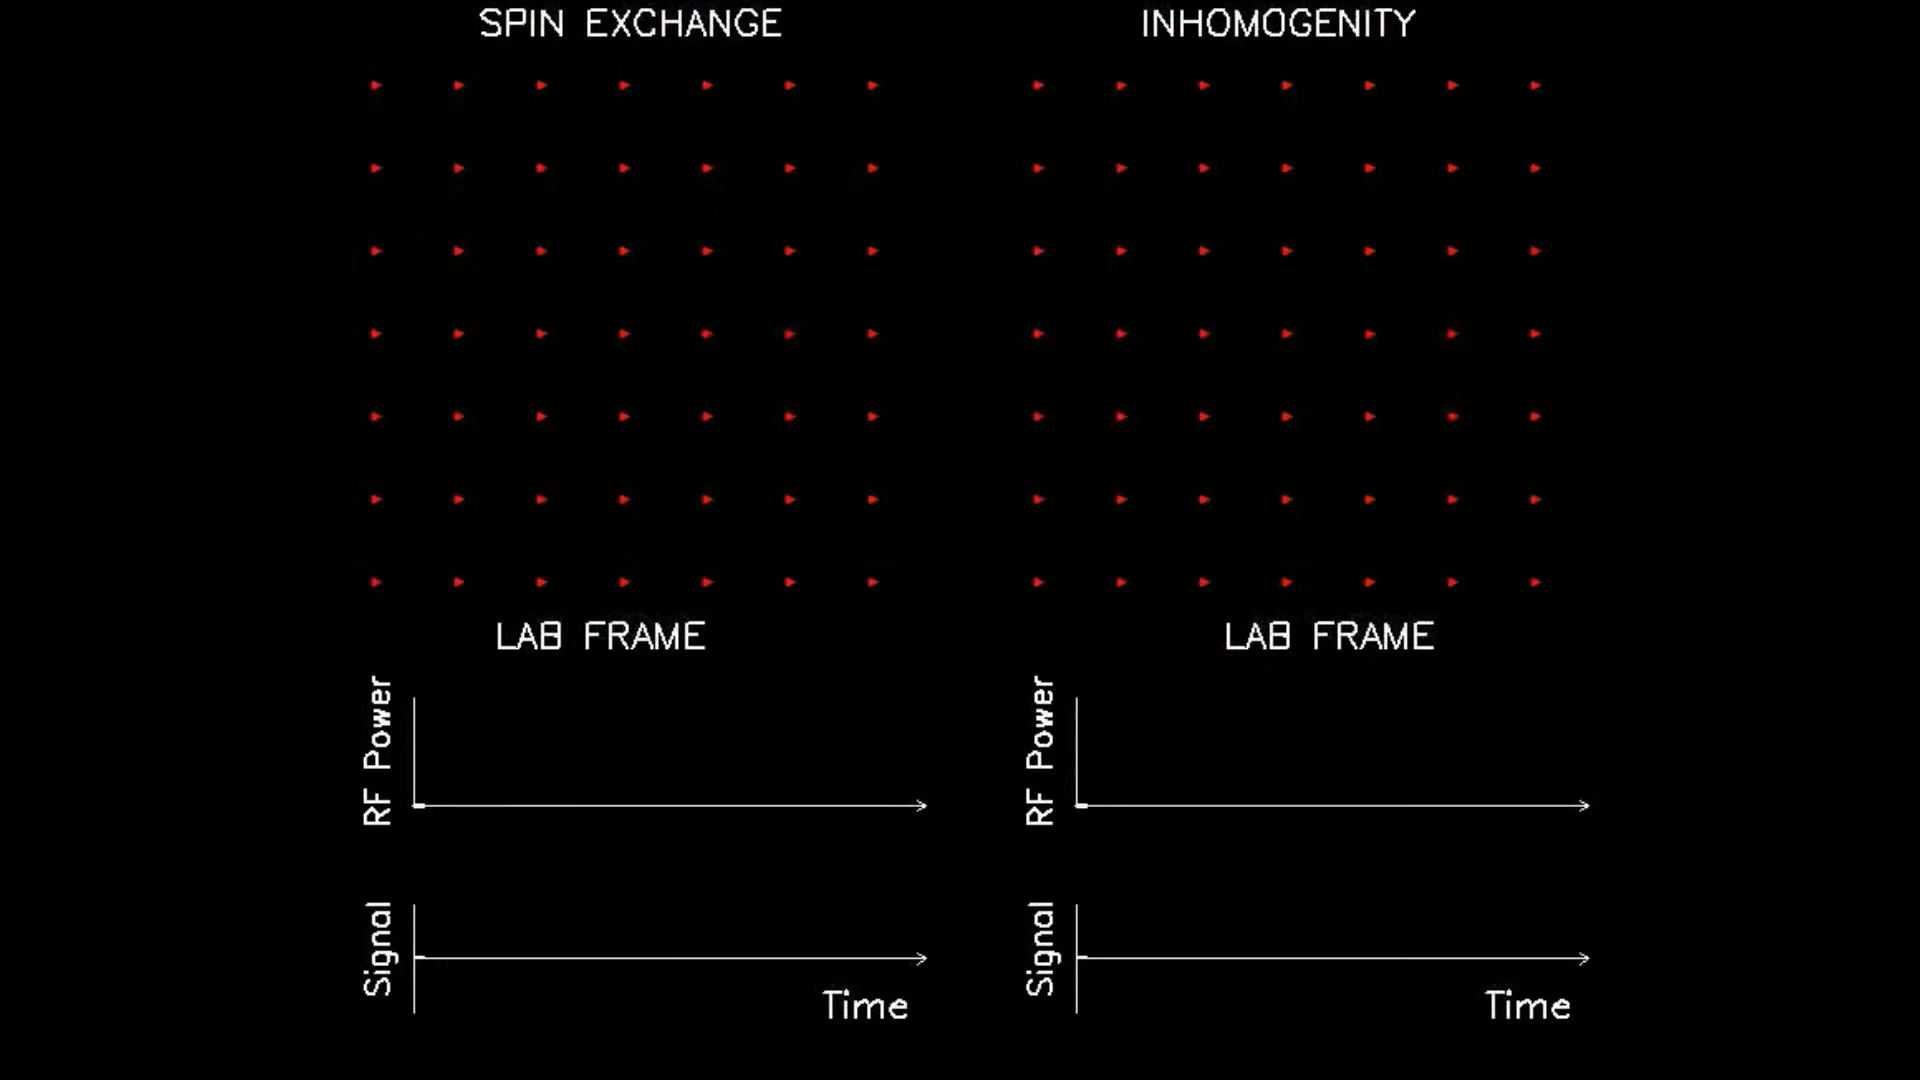 SPIN EXCHANGE
LAB FRAME
RF Power
Signal
Time
INHOMOGENITY
LAB FRAME
RF Power
Signal
Time